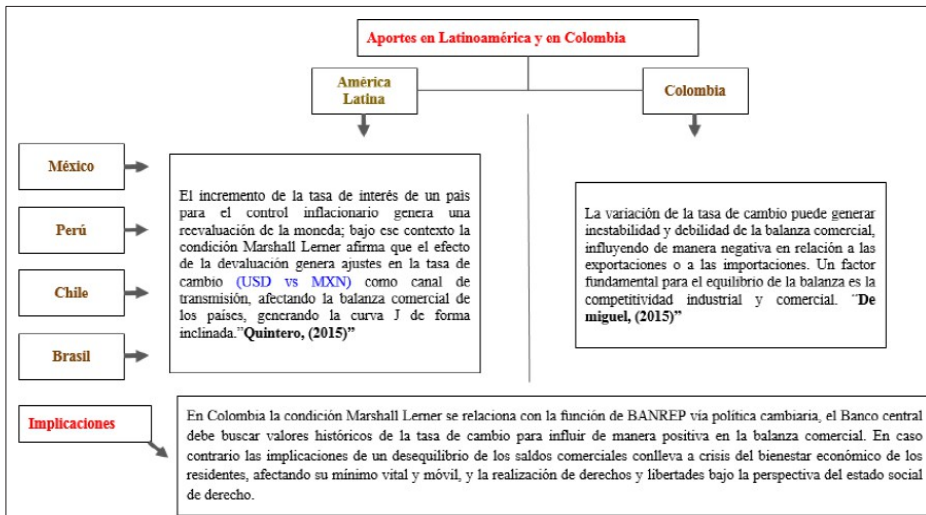 Aportes en Latinoamérica y en Colombia
América
Latina
Colombia
México
Perú
Chile
Brasil
El incremento de la tasa de interés de un país
para el control inflacionario genera una
reevaluación de la moneda; bajo ese contexto la
condición Marshall Lerner afirma que el efecto
de la devaluación genera ajustes en la tasa de
cambio (USD vs MXN) como canal de
transmisión, afectando la balanza comercial de
los países, generando la curva J de forma
inclinada.”Quintero, (2015)”
La variación de la tasa de cambio puede generar
inestabilidad y debilidad de la balanza comercial,
influyendo de manera negativa en relación a las
exportaciones o a las importaciones. Un factor
fundamental para el equilibrio de la balanza es la
competitividad industrial y comercial. “De
miguel, (2015)”
Implicaciones
En Colombia la condición Marshall Lerner se relaciona con la función de BANREP vía política cambiaria, el Banco central
debe buscar valores históricos de la tasa de cambio para influir de manera positiva en la balanza comercial. En caso
contrario las implicaciones de un desequilibrio de los saldos comerciales conlleva a crisis del bienestar económico de los
residentes, afectando su mínimo vital y móvil, y la realización de derechos y libertades bajo la perspectiva del estado social
de derecho.